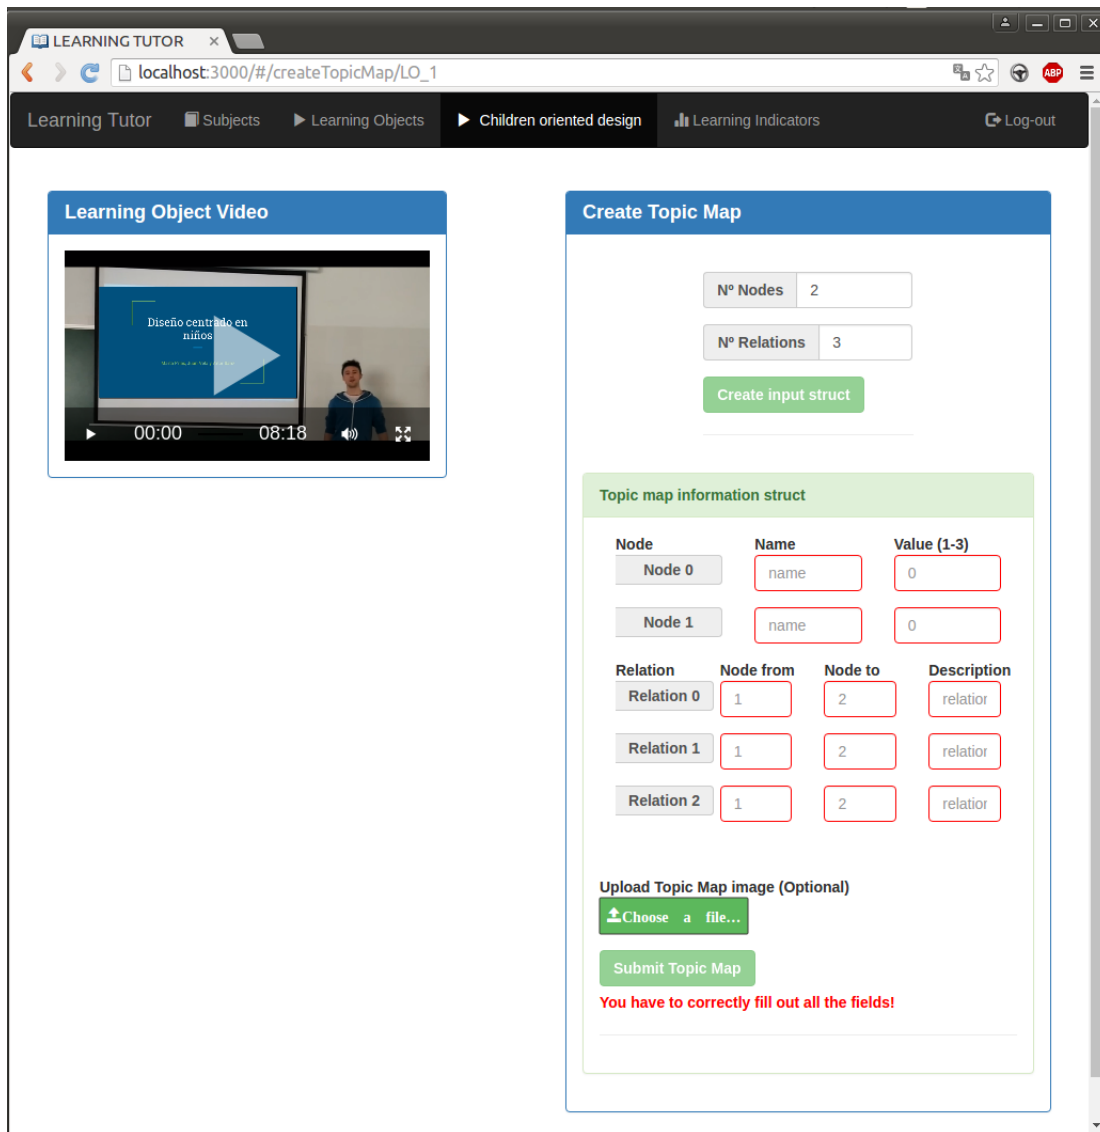 LEARNING TUTOR
localhost:3000/#/createTopicMap/LO_1
ABP
Learning Tutor Subjects Learning Objects Children oriented design Learning Indicators Log-out
Learning Object Video
Diseño centrado en
niños
00:00 08:18
Create Topic Map
Nº Nodes 2
Nº Relations 3
Create input struct
Topic map information struct
Node Name Value (1-3)
Node 0 name 0
Node 1 name 0
Relation Node from Node to Description
Relation 0 1 2 relation
Relation 1 1 2 relation
Relation 2 1 2 relation
Upload Topic Map image (Optional)
Choose a file...
Submit Topic Map
You have to correctly fill out all the fields!